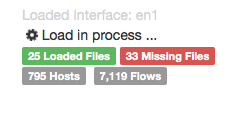 Loaded Interface: en1
Load in process ...
25 Loaded Files 33 Missing Files
795 Hosts 7,119 Flows